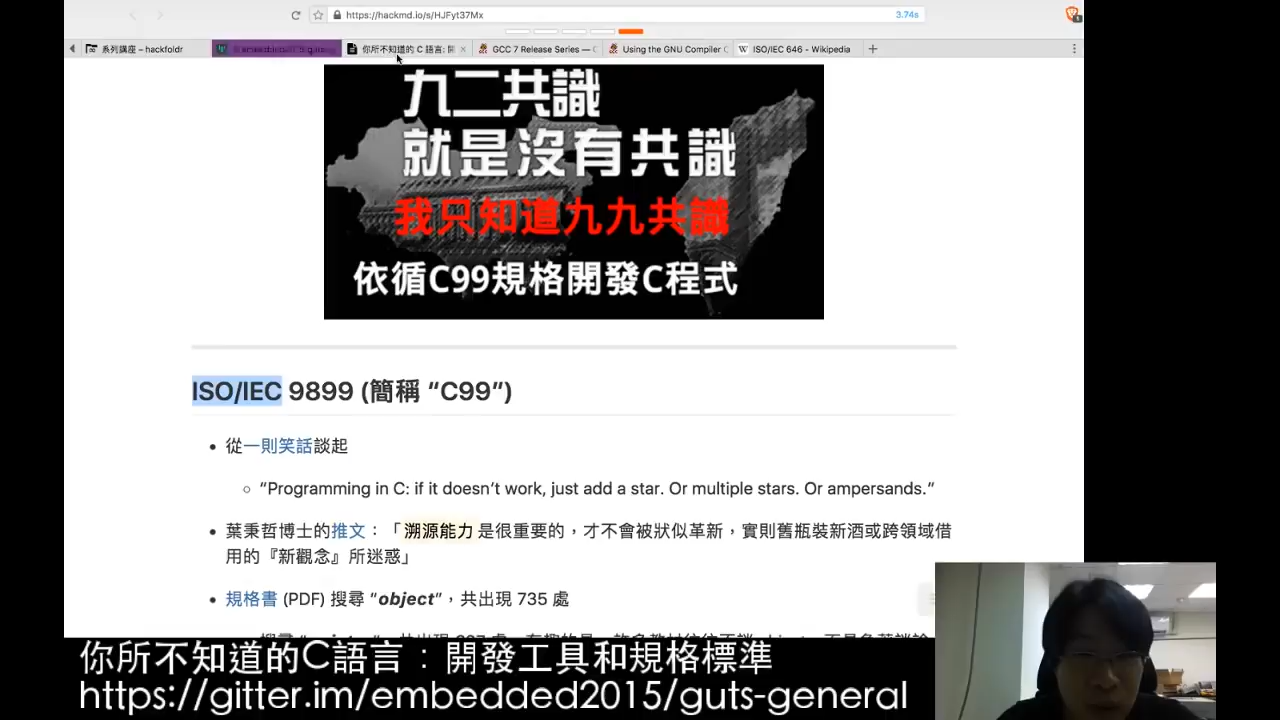 https://hackmd.io/s/HJFyt37Mx
3.74s
系列講座 – hackfoldr
你所不知道的 C 語言: 開
GCC 7 Release Series — G
Using the GNU Compiler C
ISO/IEC 646 - Wikipedia
九二共識
就是沒有共識
我只知道九九共識
依循C99規格開發C程式
ISO/IEC 9899 (簡稱 “C99”)
從一則笑話談起
“Programming in C: if it doesn’t work, just add a star. Or multiple stars. Or ampersands.”
葉秉哲博士的推文：「溯源能力是很重要的，才不會被狀似革新，實則舊瓶裝新酒或跨領域借
用的『新觀念』所迷惑」
規格書 (PDF) 搜尋 “object”，共出現 735 處
你所不知道的C語言：開發工具和規格標準
https://gitter.im/embedded2015/guts-general